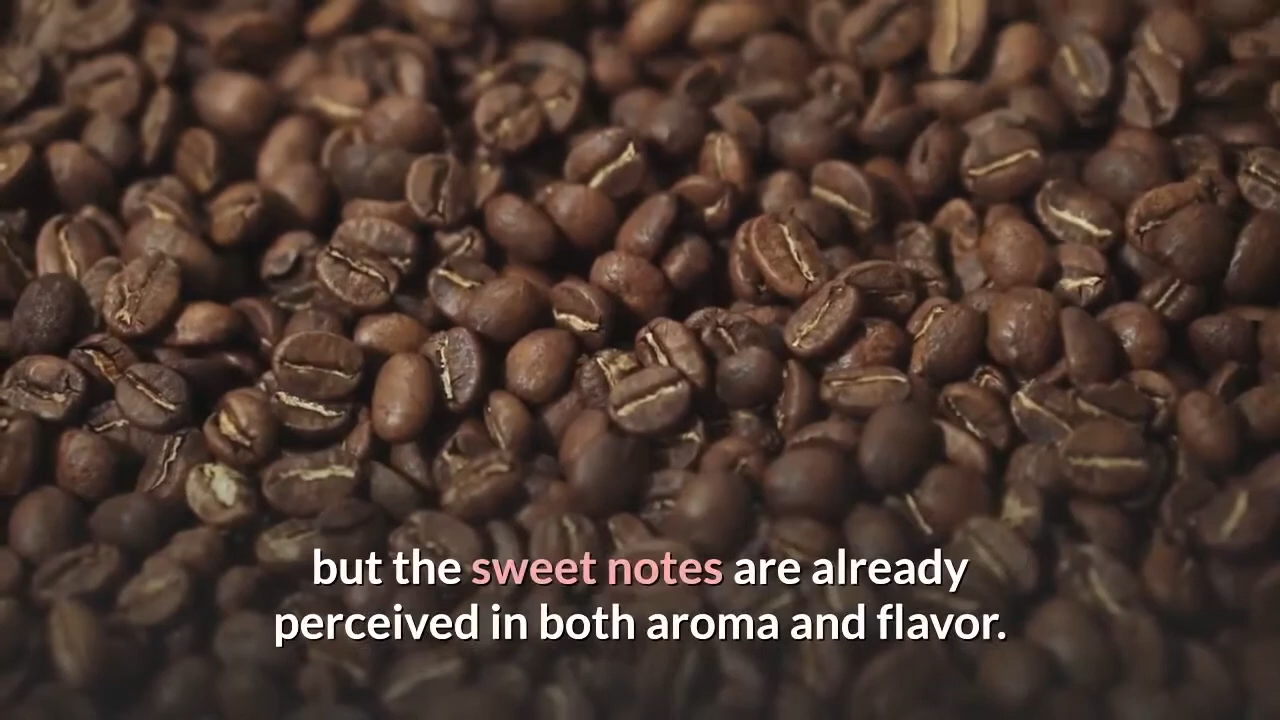 but the sweet notes are already
perceived in both aroma and flavor.